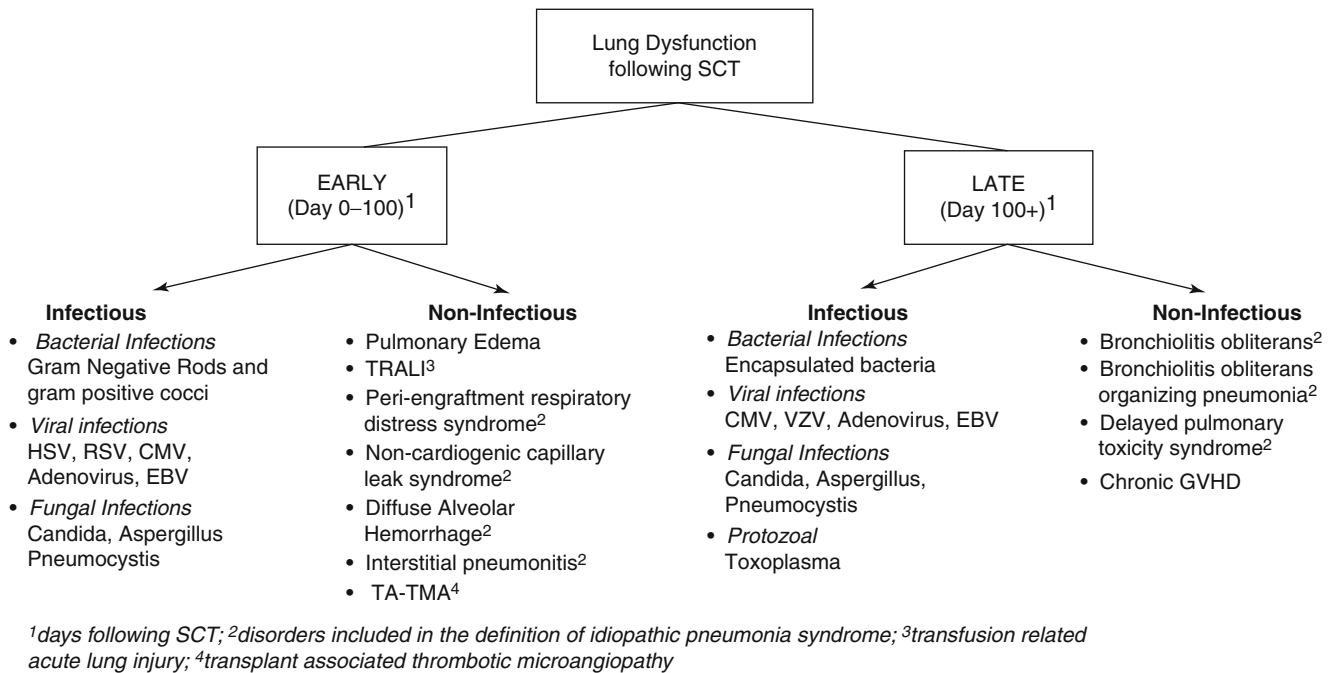 Lung Dysfunction
following SCT
EARLY
(Day 0–100)1
LATE
(Day 100+)1
Infectious
• Bacterial Infections
Gram Negative Rods and
gram positive cocci
• Viral infections
HSV, RSV, CMV,
Adenovirus, EBV
• Fungal Infections
Candida, Aspergillus
Pneumocystis
Non-Infectious
• Pulmonary Edema
• TRALI3
• Peri-engraftment respiratory
distress syndrome2
• Non-cardiogenic capillary
leak syndrome2
• Diffuse Alveolar
Hemorrhage2
• Interstitial pneumonitis2
• TA-TMA4
Infectious
• Bacterial Infections
Encapsulated bacteria
• Viral infections
CMV, VZV, Adenovirus, EBV
• Fungal Infections
Candida, Aspergillus,
Pneumocystis
• Protozoal
Toxoplasma
Non-Infectious
• Bronchiolitis obliterans2
• Bronchiolitis obliterans
organizing pneumonia2
• Delayed pulmonary
toxicity syndrome2
• Chronic GVHD
1days following SCT; 2disorders included in the definition of idiopathic pneumonia syndrome; 3transfusion related
acute lung injury; 4transplant associated thrombotic microangiopathy